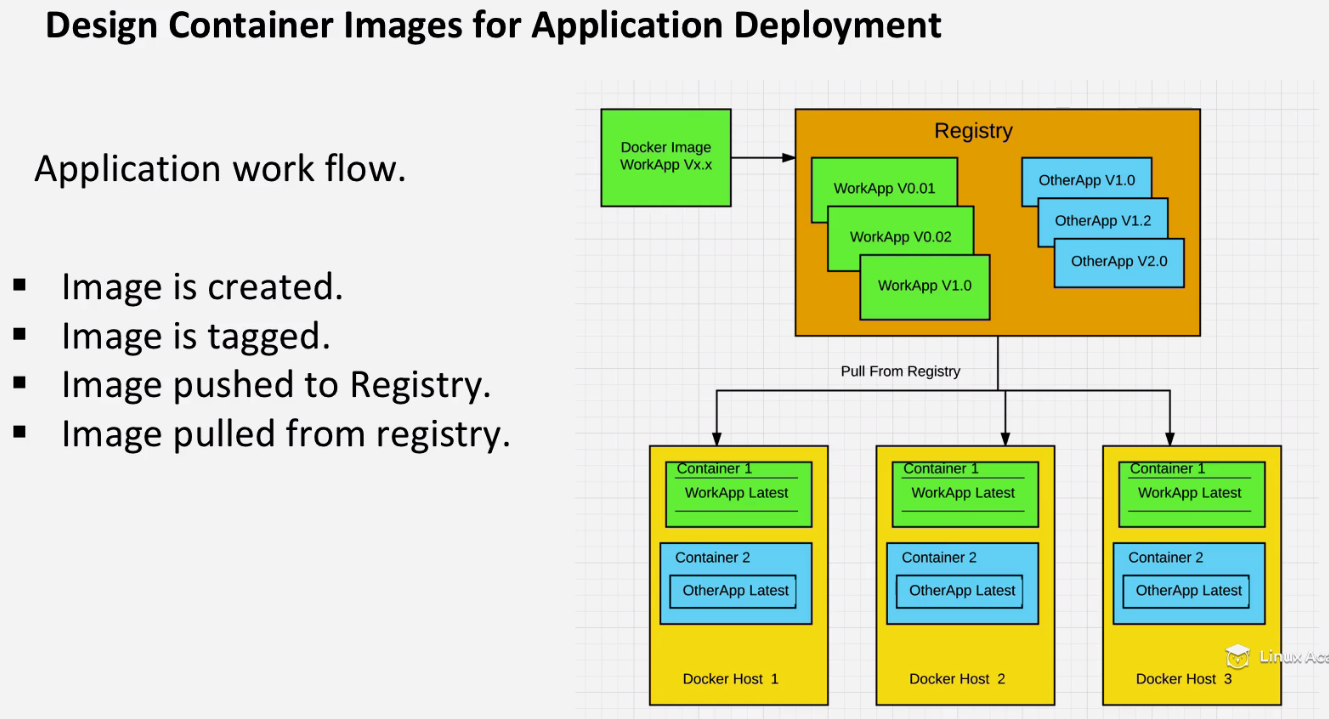 Design Container Images for Application Deployment
Application work flow.
▪ Image is created.
▪ Image is tagged.
▪ Image pushed to Registry.
▪ Image pulled from registry.
Docker Image
WorkApp Vx.x
Registry
WorkApp V0.01
WorkApp V0.02
WorkApp V1.0
OtherApp V1.0
OtherApp V1.2
OtherApp V2.0
Pull From Registry
Container 1
WorkApp Latest
Container 2
OtherApp Latest
Docker Host 1
Container 1
WorkApp Latest
Container 2
OtherApp Latest
Docker Host 2
Container 1
WorkApp Latest
Container 2
OtherApp Latest
Docker Host 3
Linux